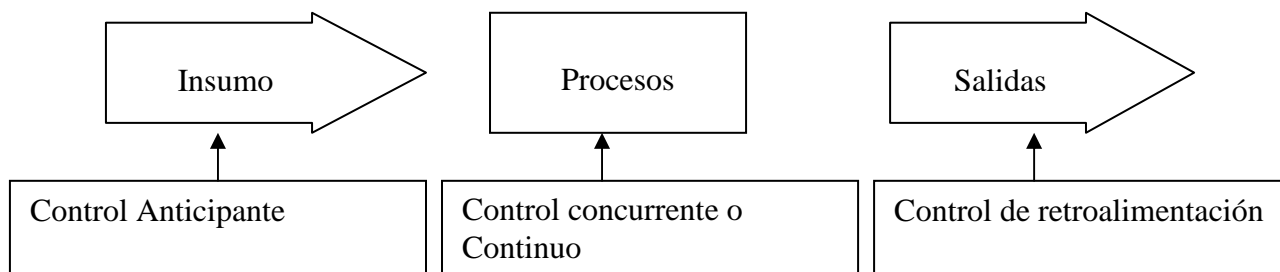 Insumo
Procesos
Salidas
Control Anticipante
Control concurrente o
Continuo
Control de retroalimentación